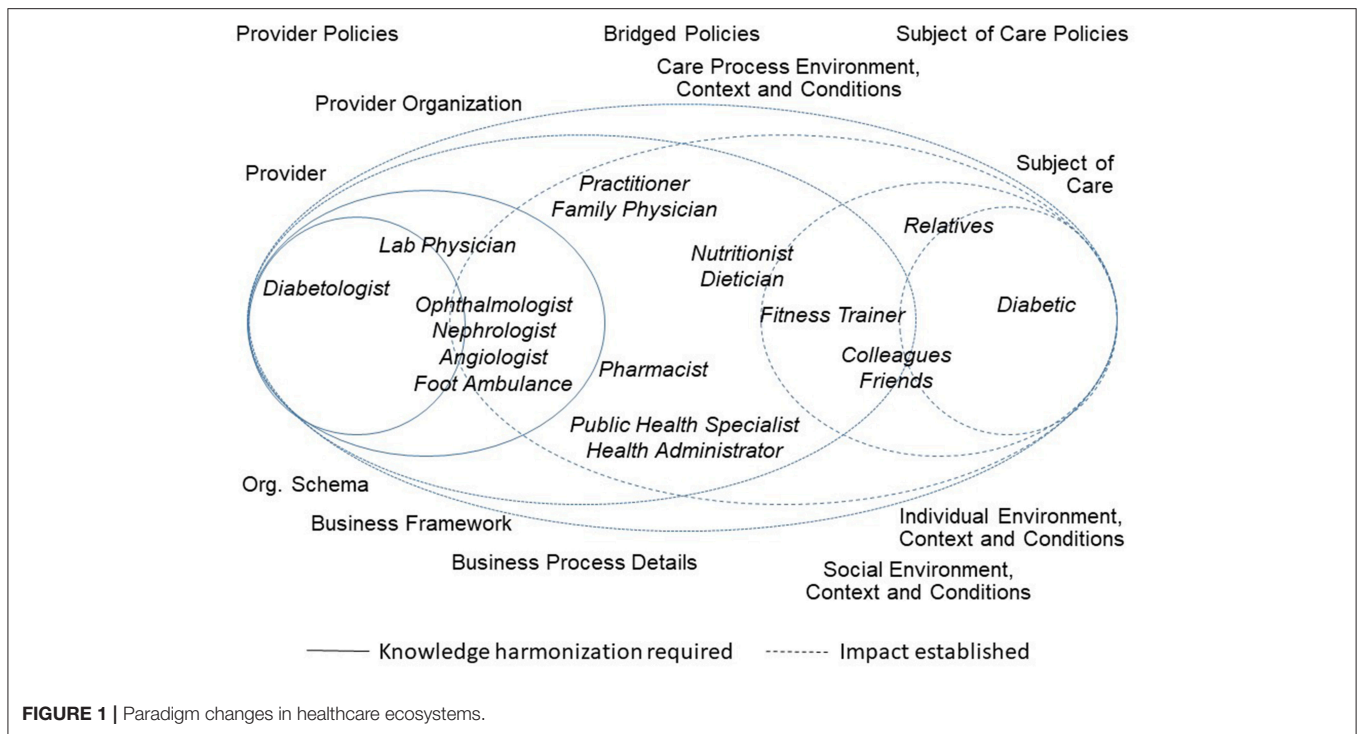 Provider Policies
Bridged Policies
Subject of Care Policies
Care Process Environment,
Context and Conditions
Provider Organization
Provider
Subject of
Care
Practitioner
Family Physician
Relatives
Lab Physician
Nutritionist
Dietician
Diabetologist
Ophthalmologist
Nephrologist
Angiologist
Foot Ambulance
Fitness Trainer
Diabetic
Colleagues
Friends
Pharmacist
Public Health Specialist
Health Administrator
Org. Schema
Business Framework
Business Process Details
Individual Environment,
Context and Conditions
Social Environment,
Context and Conditions
Knowledge harmonization required
Impact established
FIGURE 1 | Paradigm changes in healthcare ecosystems.